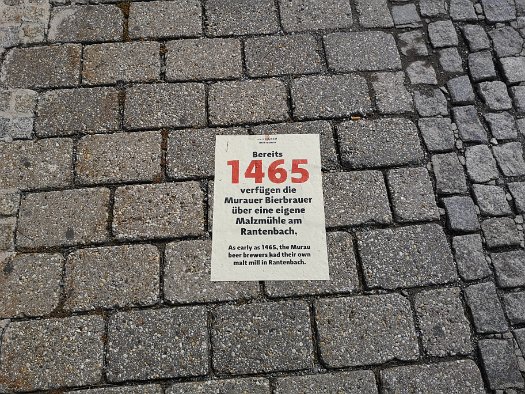 Bereits
1465
verfügen die
Murauer Bierbrauer
über eine eigene
Malzmühle am
Rantenbach.
As early as 1465, the Murau
beer brewers had their own
malt mill in Rantenbach.